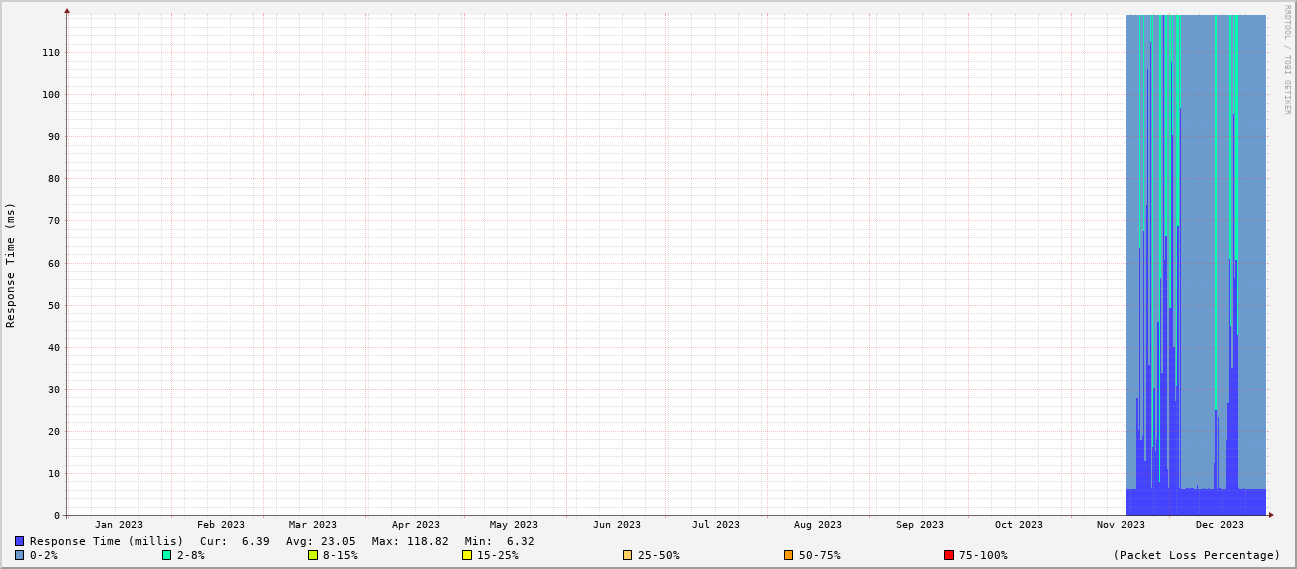 RRDTOOL / TOBI OETIKER
Response Time (ms)
110
100
90
80
70
60
50
40
30
20
10
0
Jan 2023 Feb 2023 Mar 2023 Apr 2023 May 2023 Jun 2023 Jul 2023 Aug 2023 Sep 2023 Oct 2023 Nov 2023 Dec 2023
Response Time (millis) Cur: 6.39 Avg: 23.05 Max: 118.82 Min: 6.32
0-2% 2-8% 8-15% 15-25% 25-50% 50-75% 75-100% (Packet Loss Percentage)